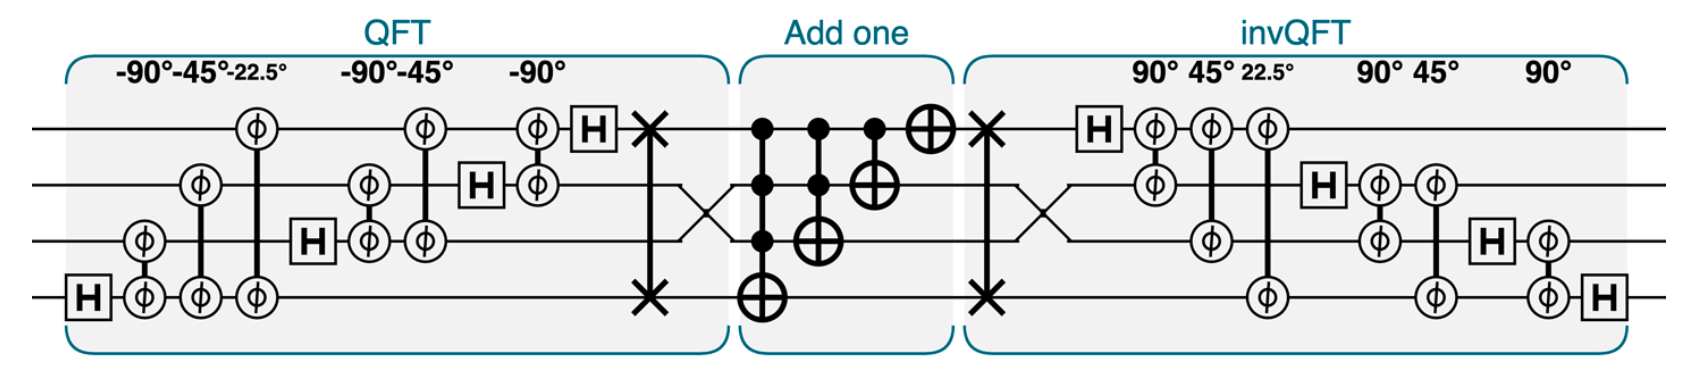 QFT Add one invQFT
-90°-45°-22.5° -90°-45° -90° 90° 45° 22.5° 90° 45° 90°
ϕ ϕ ϕ H H ϕ ϕ ϕ
ϕ ϕ H ϕ ϕ H ϕ ϕ
ϕ H ϕ ϕ ϕ ϕ H ϕ
H ϕ ϕ ϕ ϕ ϕ ϕ H